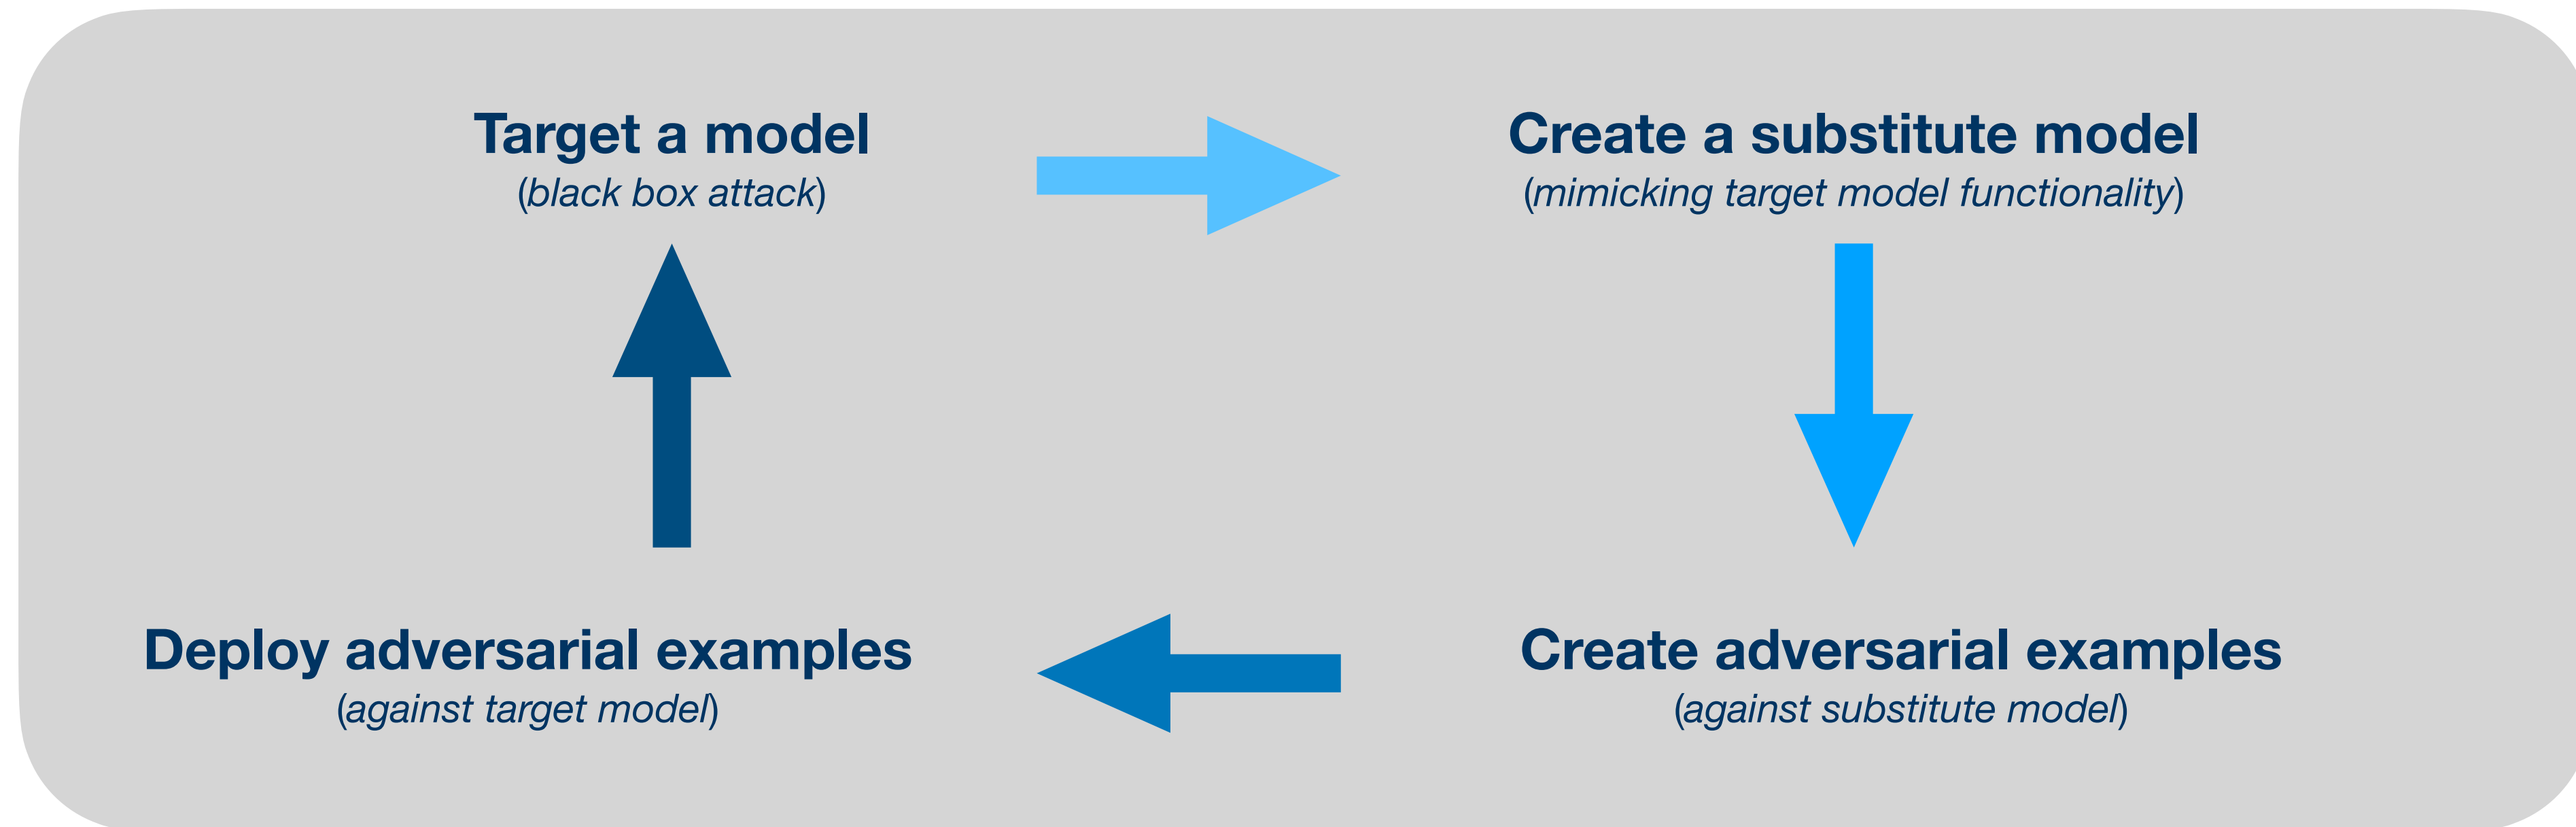 Target a model
(black box attack)
Create a substitute model
(mimicking target model functionality)
Deploy adversarial examples
(against target model)
Create adversarial examples
(against substitute model)